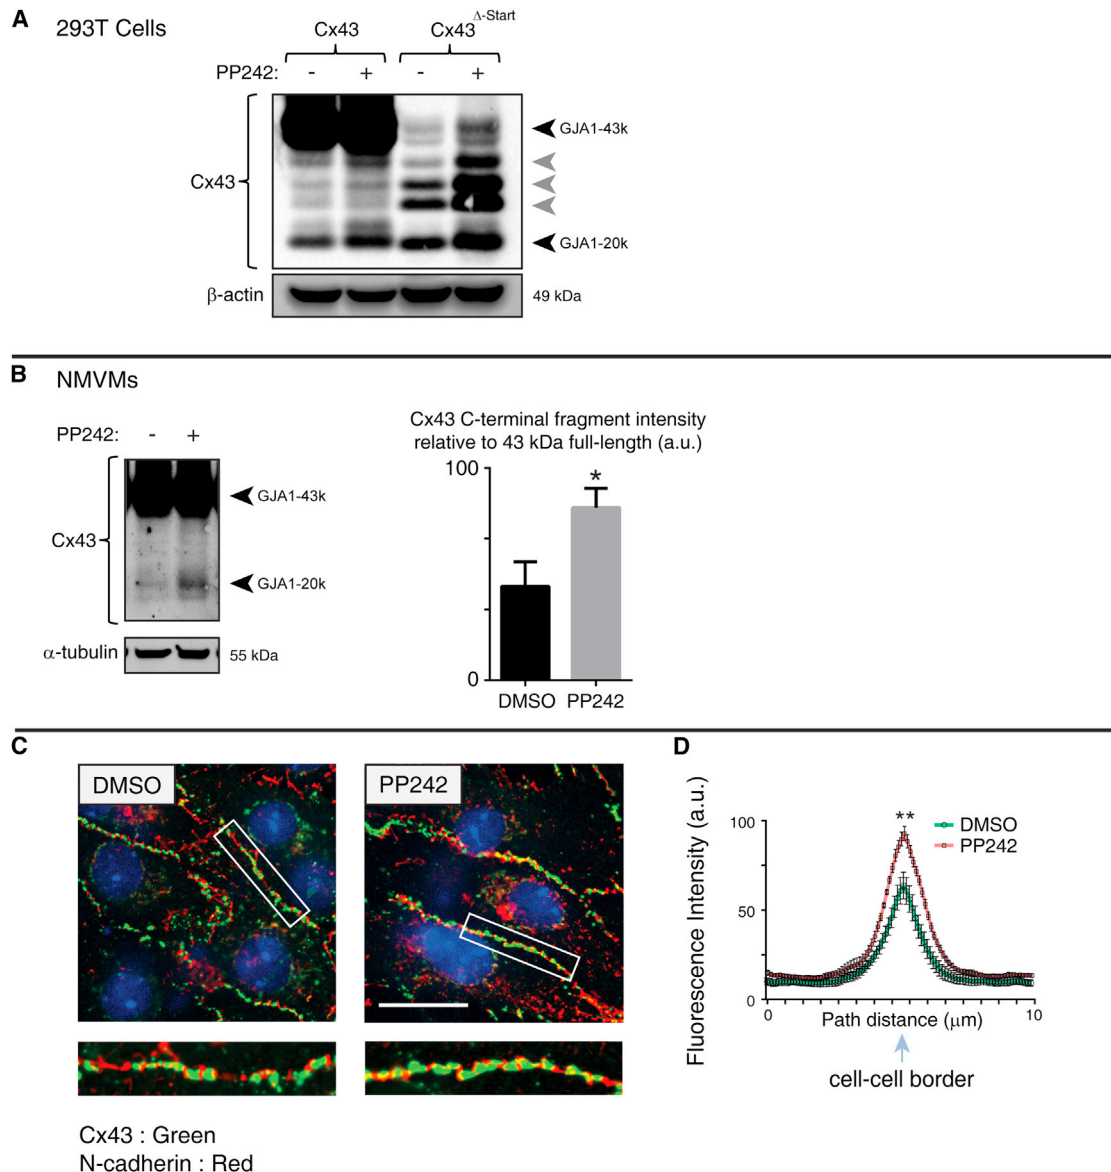 A
293T Cells
Cx43
Cx43 Δ-Start
PP242: - + - +
Cx43
GJA1-43k
GJA1-20k
β-actin
49 kDa
B
NMVMs
PP242: - +
Cx43
GJA1-43k
GJA1-20k
α-tubulin
55 kDa
Cx43 C-terminal fragment intensity
relative to 43 kDa full-length (a.u.)
100
*
0
DMSO PP242
C
DMSO
PP242
Cx43 : Green
N-cadherin : Red
D
Fluorescence Intensity (a.u.)
100
50
0
**
DMSO
PP242
0 Path distance (μm) 10
cell-cell border